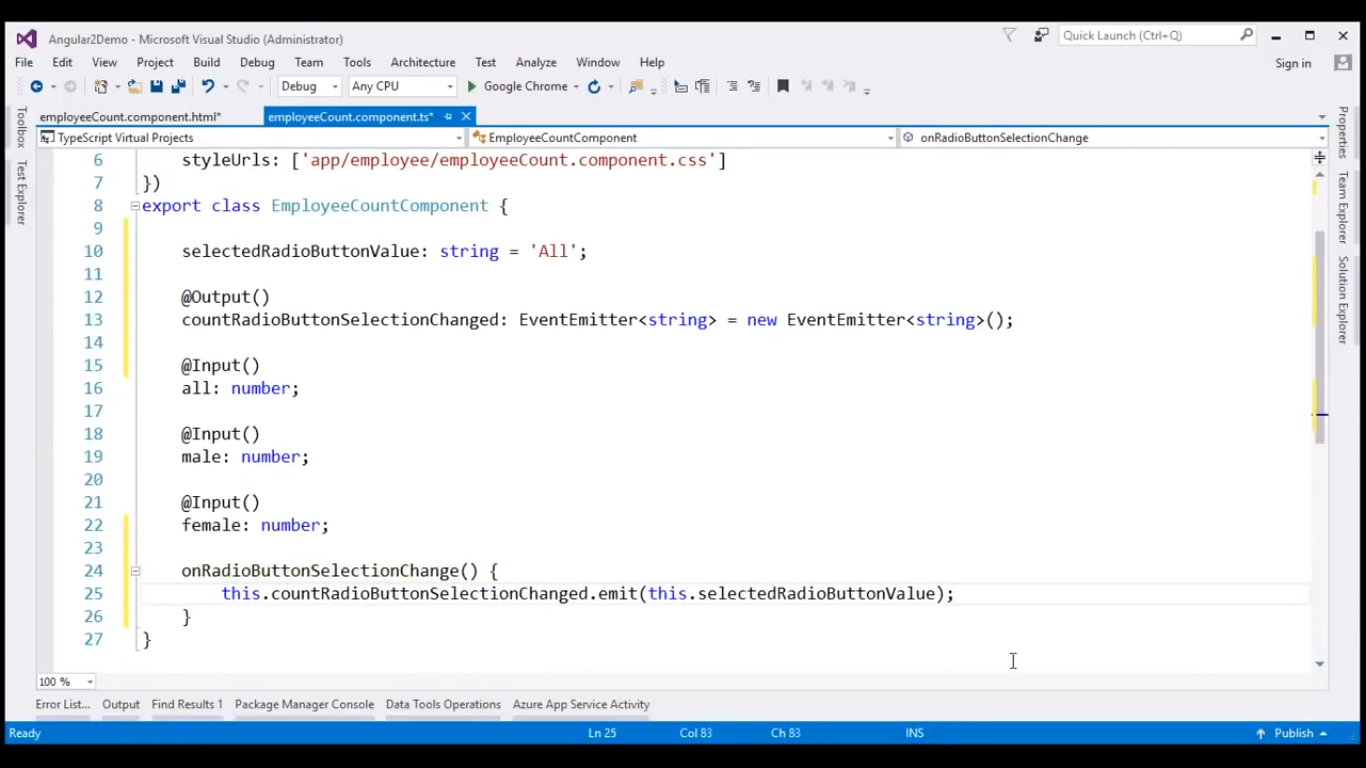 Angular2Demo - Microsoft Visual Studio (Administrator)
Quick Launch (Ctrl+Q)
File Edit View Project Build Debug Team Tools Architecture Test Analyze Window Help
Sign in
Debug Any CPU Google Chrome
employeeCount.component.html* employeeCount.component.ts*
TypeScript Virtual Projects EmployeeCountComponent onRadioButtonSelectionChange
Toolbox
Test Explorer
Properties
Team Explorer
Solution Explorer
6 styleUrls: ['app/employee/employeeCount.component.css']
7 })
8 export class EmployeeCountComponent {
9
10 selectedRadioButtonValue: string = 'All';
11
12 @Output()
13 countRadioButtonSelectionChanged: EventEmitter<string> = new EventEmitter<string>();
14
15 @Input()
16 all: number;
17
18 @Input()
19 male: number;
20
21 @Input()
22 female: number;
23
24 onRadioButtonSelectionChange() {
25 this.countRadioButtonSelectionChanged.emit(this.selectedRadioButtonValue);
26 }
27 }
100 %
Error List... Output Find Results 1 Package Manager Console Data Tools Operations Azure App Service Activity
Ready Ln 25 Col 83 Ch 83 INS Publish